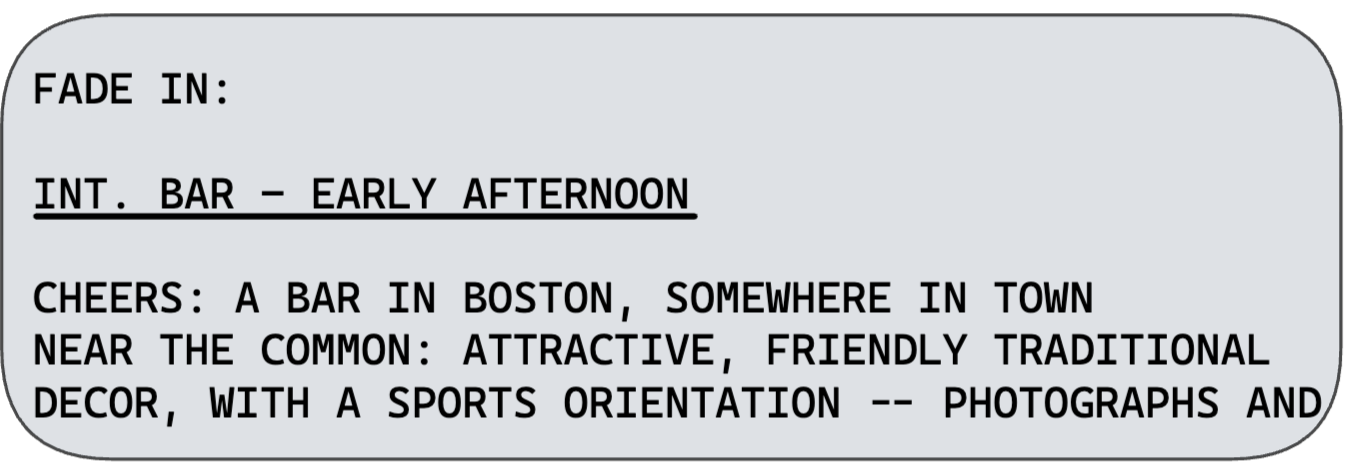 FADE IN:
INT. BAR – EARLY AFTERNOON
CHEERS: A BAR IN BOSTON, SOMEWHERE IN TOWN
NEAR THE COMMON: ATTRACTIVE, FRIENDLY TRADITIONAL
DECOR, WITH A SPORTS ORIENTATION -- PHOTOGRAPHS AND